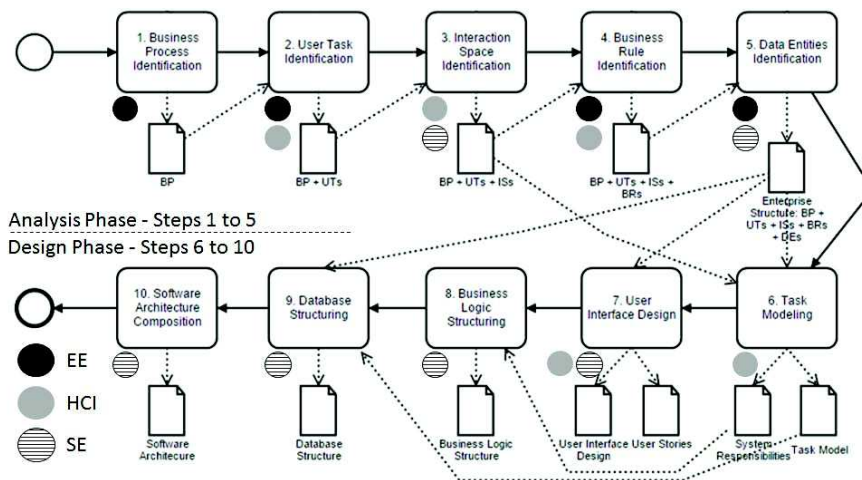 1. Business
Process
Identification
2. User Task
Identification
3. Interaction
Space
Identification
4. Business
Rule
Identification
5. Data Entities
Identification
BP
BP + UTs
BP + UTs + ISs
BP + UTs + ISs +
BRs
Enterprise
Structure: BP +
UTs + ISs + BRs
+ DEs
Analysis Phase - Steps 1 to 5
Design Phase - Steps 6 to 10
10. Software
Architecture
Composition
9. Database
Structuring
8. Business
Logic
Structuring
7. User
Interface Design
6. Task
Modeling
EE
HCI
SE
Software
Architecure
Database
Structure
Business Logic
Structure
User Interface
Design
User Stories
System
Responsibilities
Task Model